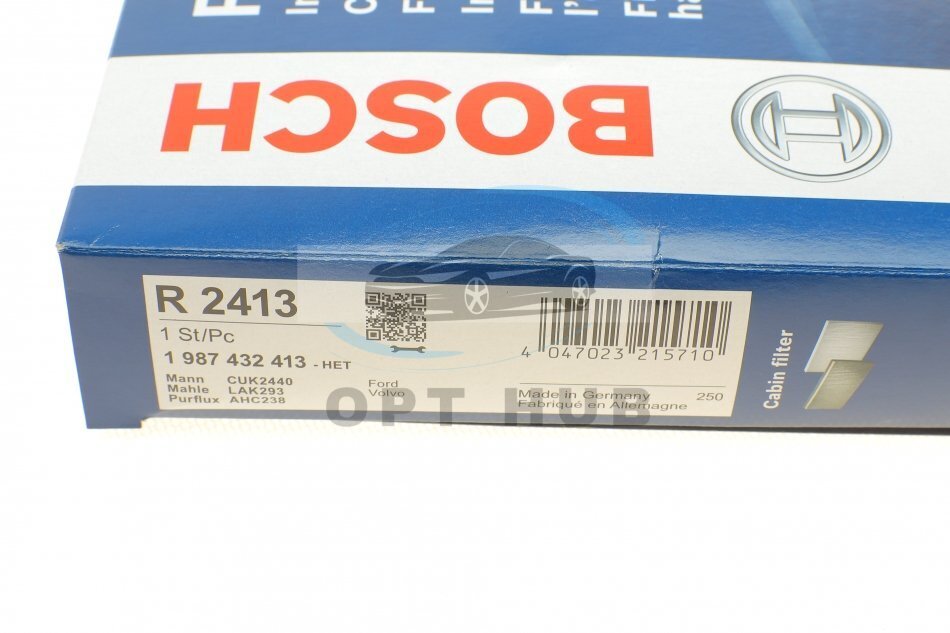 BOSCH
R 2413
1 St/Pc
1 987 432 413 - HET
Mann CUK2440
Mahle LAK293
Purflux AHC238
Ford
Volvo
4 047023 215710
Made in Germany
Fabriqué en Allemagne
250
Cabin filter
OPT HUB